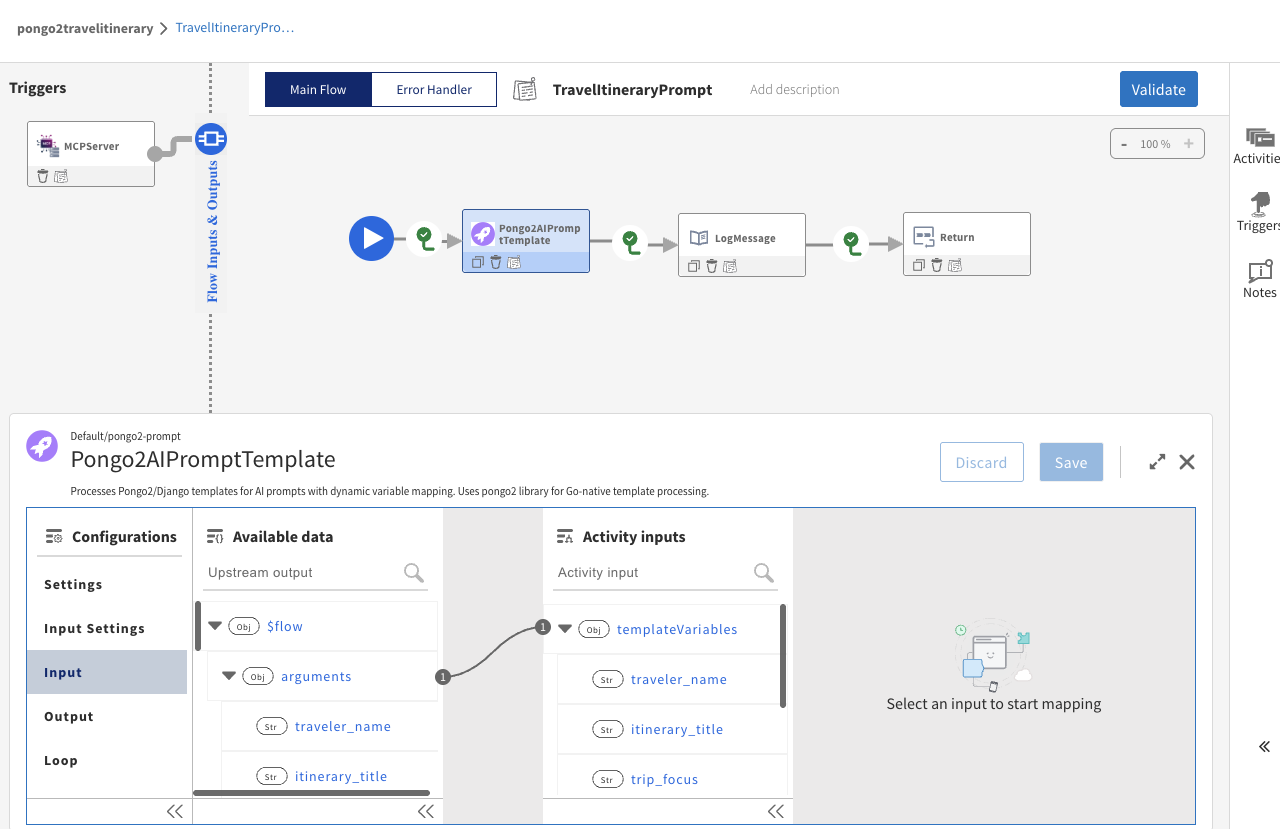 pongo2travelitinerary
TravelItineraryPro…
Triggers
Main Flow
Error Handler
TravelItineraryPrompt
Add description
Validate
MCPServer
- 100 % +
Flow Inputs & Outputs
Pongo2AIPromp
tTemplate
LogMessage
Return
Activitie
Triggers
Notes
Default/pongo2-prompt
Pongo2AIPromptTemplate
Processes Pongo2/Django templates for AI prompts with dynamic variable mapping. Uses pongo2 library for Go-native template processing.
Discard
Save
Configurations
Settings
Input Settings
Input
Output
Loop
Available data
Upstream output
Obj $flow
Obj arguments
1
Str traveler_name
Str itinerary_title
Activity inputs
Activity input
1
Obj templateVariables
Str traveler_name
Str itinerary_title
Str trip_focus
Select an input to start mapping